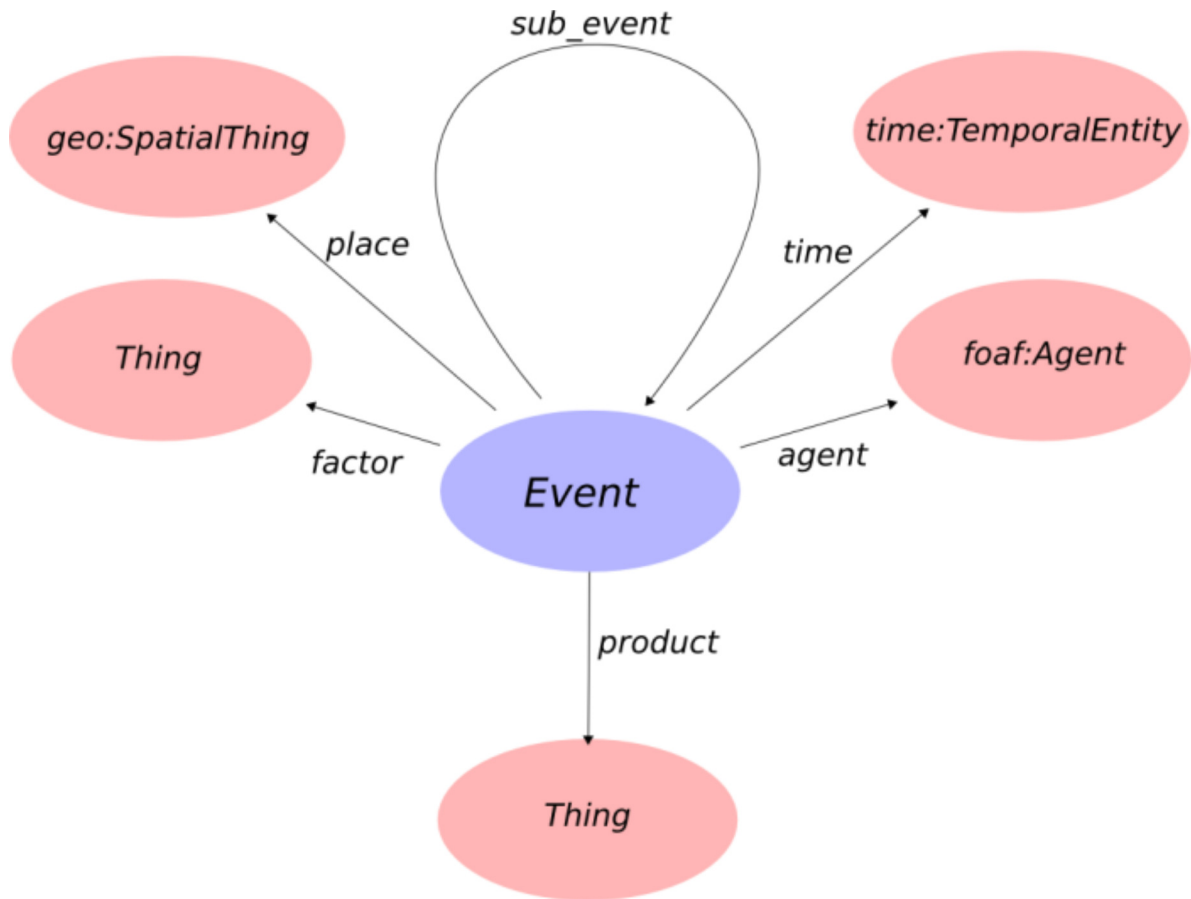 sub_event
geo:SpatialThing
time:TemporalEntity
place
time
Thing
foaf:Agent
factor
agent
Event
product
Thing